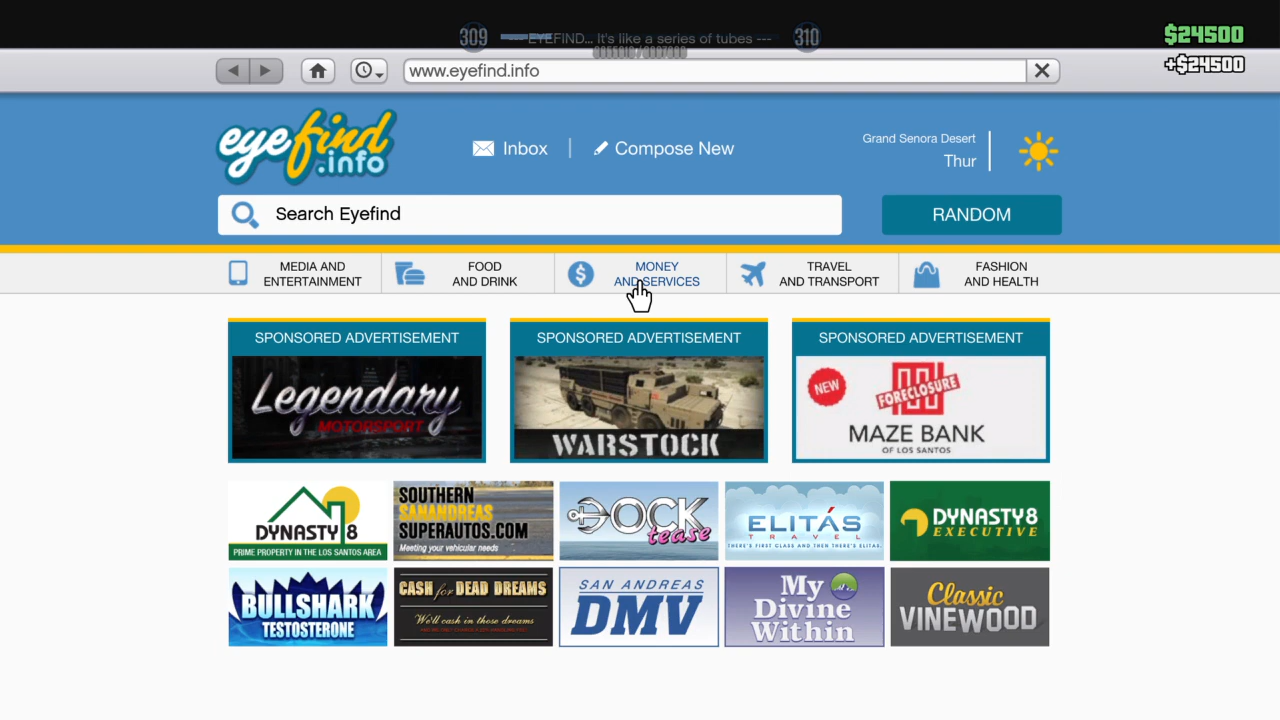 309
--- EYEFIND... It's like a series of tubes ---
310
$24500
+$24500
www.eyefind.info
eyefind
.info
Inbox
Compose New
Grand Senora Desert
Thur
Search Eyefind
RANDOM
MEDIA AND
ENTERTAINMENT
FOOD
AND DRINK
MONEY
AND SERVICES
TRAVEL
AND TRANSPORT
FASHION
AND HEALTH
SPONSORED ADVERTISEMENT
Legendary
MOTORSPORT
SPONSORED ADVERTISEMENT
WARSTOCK
SPONSORED ADVERTISEMENT
NEW
FORECLOSURE
MAZE BANK
OF LOS SANTOS
DYNASTY 8
PRIME PROPERTY IN THE LOS SANTOS AREA
SOUTHERN
SAN ANDREAS
SUPERAUTOS.COM
Meeting your vehicular needs
DOCK
tease
ELITÁS
TRAVEL
THERE'S FIRST CLASS AND THEN THERE'S ELITAS.
DYNASTY 8
EXECUTIVE
BULLSHARK
TESTOSTERONE
CASH for DEAD DREAMS
We'll cash in those dreams
SAN ANDREAS
DMV
My
Divine
Within
Classic
VINEWOOD